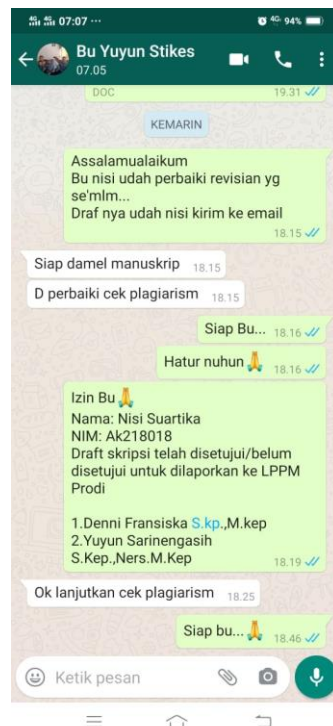 4G 4G 07:07 ...
4G 94%
Bu Yuyun Stikes
07.05
DOC
19.31
KEMARIN
Assalamualaikum
Bu nisi udah perbaiki revisian yg
se'mlm...
Draf nya udah nisi kirim ke email
18.15
Siap damel manuskrip 18.15
D perbaiki cek plagiarism 18.15
Siap Bu... 18.16
Hatur nuhun🙏 18.16
Izin Bu🙏
Nama: Nisi Suartika
NIM: Ak218018
Draft skripsi telah disetujui/belum
disetujui untuk dilaporkan ke LPPM
Prodi
1.Denni Fransiska S.kp.,M.kep
2.Yuyun Sarinengasih
S.Kep.,Ners.M.Kep
18.19
Ok lanjutkan cek plagiarism 18.25
Siap bu...🙏 18.46
Ketik pesan